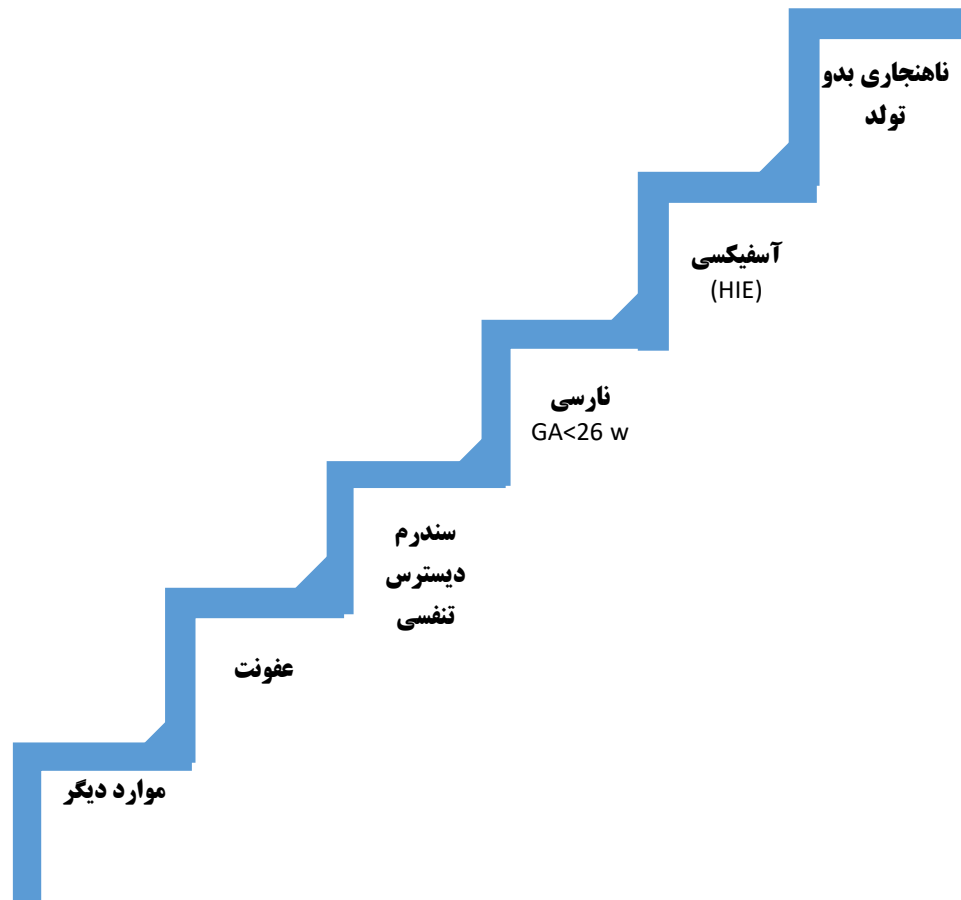 ناهنجاری بدو
تولد
آسفیکسی
(HIE)
نارسی
GA<26 w
سندرم
دیسترس
تنفسی
عفونت
موارد دیگر